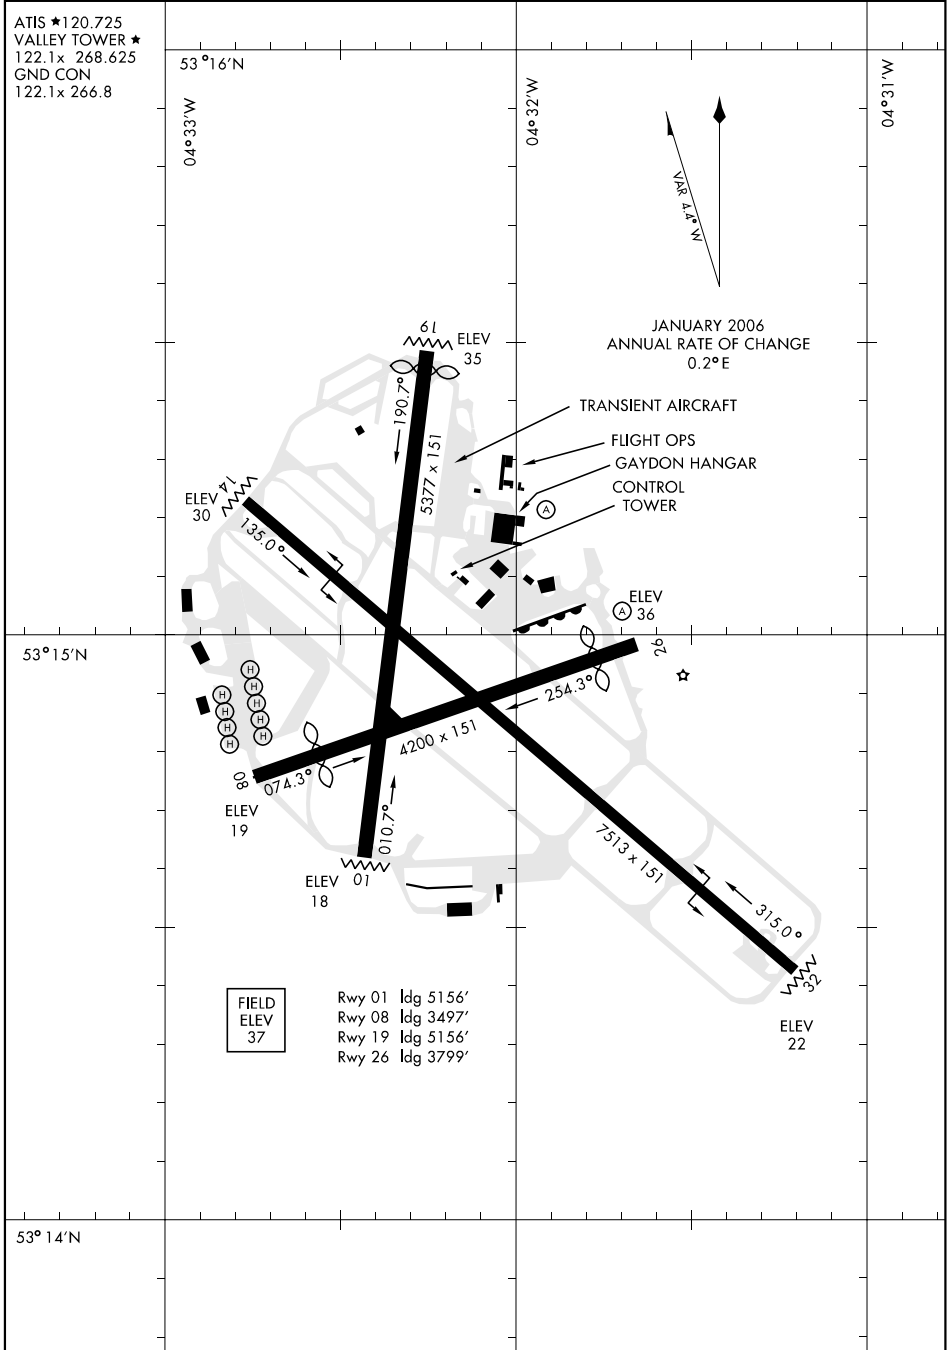 ATIS ★120.725
VALLEY TOWER ★
122.1x 268.625
GND CON
122.1x 266.8
53°16'N
04°33'W
04°32'W
04°31'W
VAR 4.4° W
JANUARY 2006
ANNUAL RATE OF CHANGE
0.2° E
19
ELEV
35
190.7°
5377 x 151
TRANSIENT AIRCRAFT
FLIGHT OPS
GAYDON HANGAR
CONTROL
TOWER
A
14
ELEV
30
135.0°
A
ELEV
36
26
53°15'N
H
H
H
H
H
H
H
H
H
254.3°
4200 x 151
08
074.3°
ELEV
19
010.7°
01
ELEV
18
7513 x 151
315.0°
32
ELEV
22
FIELD
ELEV
37
Rwy 01 ldg 5156'
Rwy 08 ldg 3497'
Rwy 19 ldg 5156'
Rwy 26 ldg 3799'
53°14'N